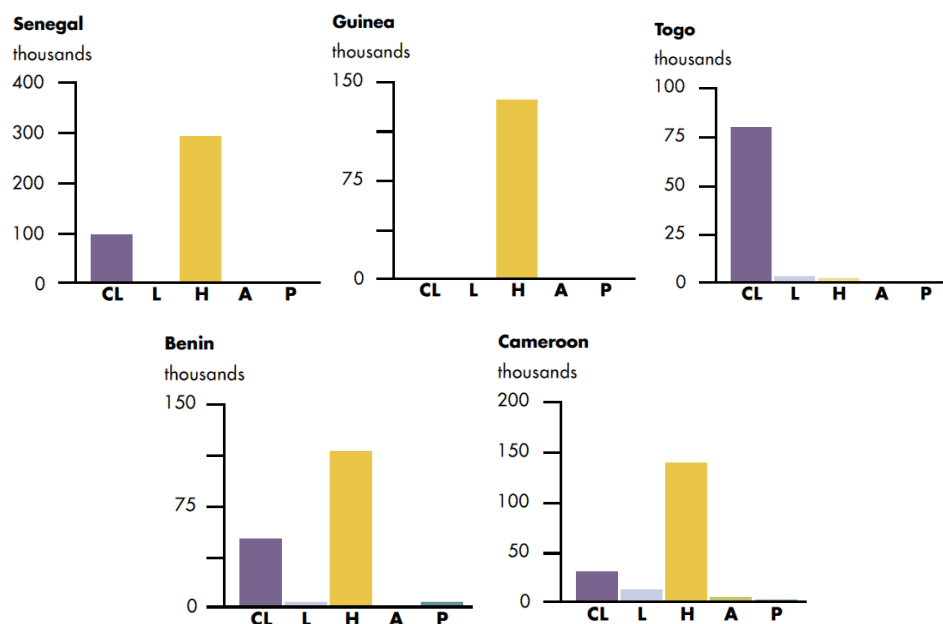 Senegal
thousands
400
300
200
100
0
CL L H A P
Guinea
thousands
150
75
0
CL L H A P
Togo
thousands
100
75
50
25
0
CL L H A P
Benin
thousands
150
75
0
CL L H A P
Cameroon
thousands
200
150
100
50
0
CL L H A P